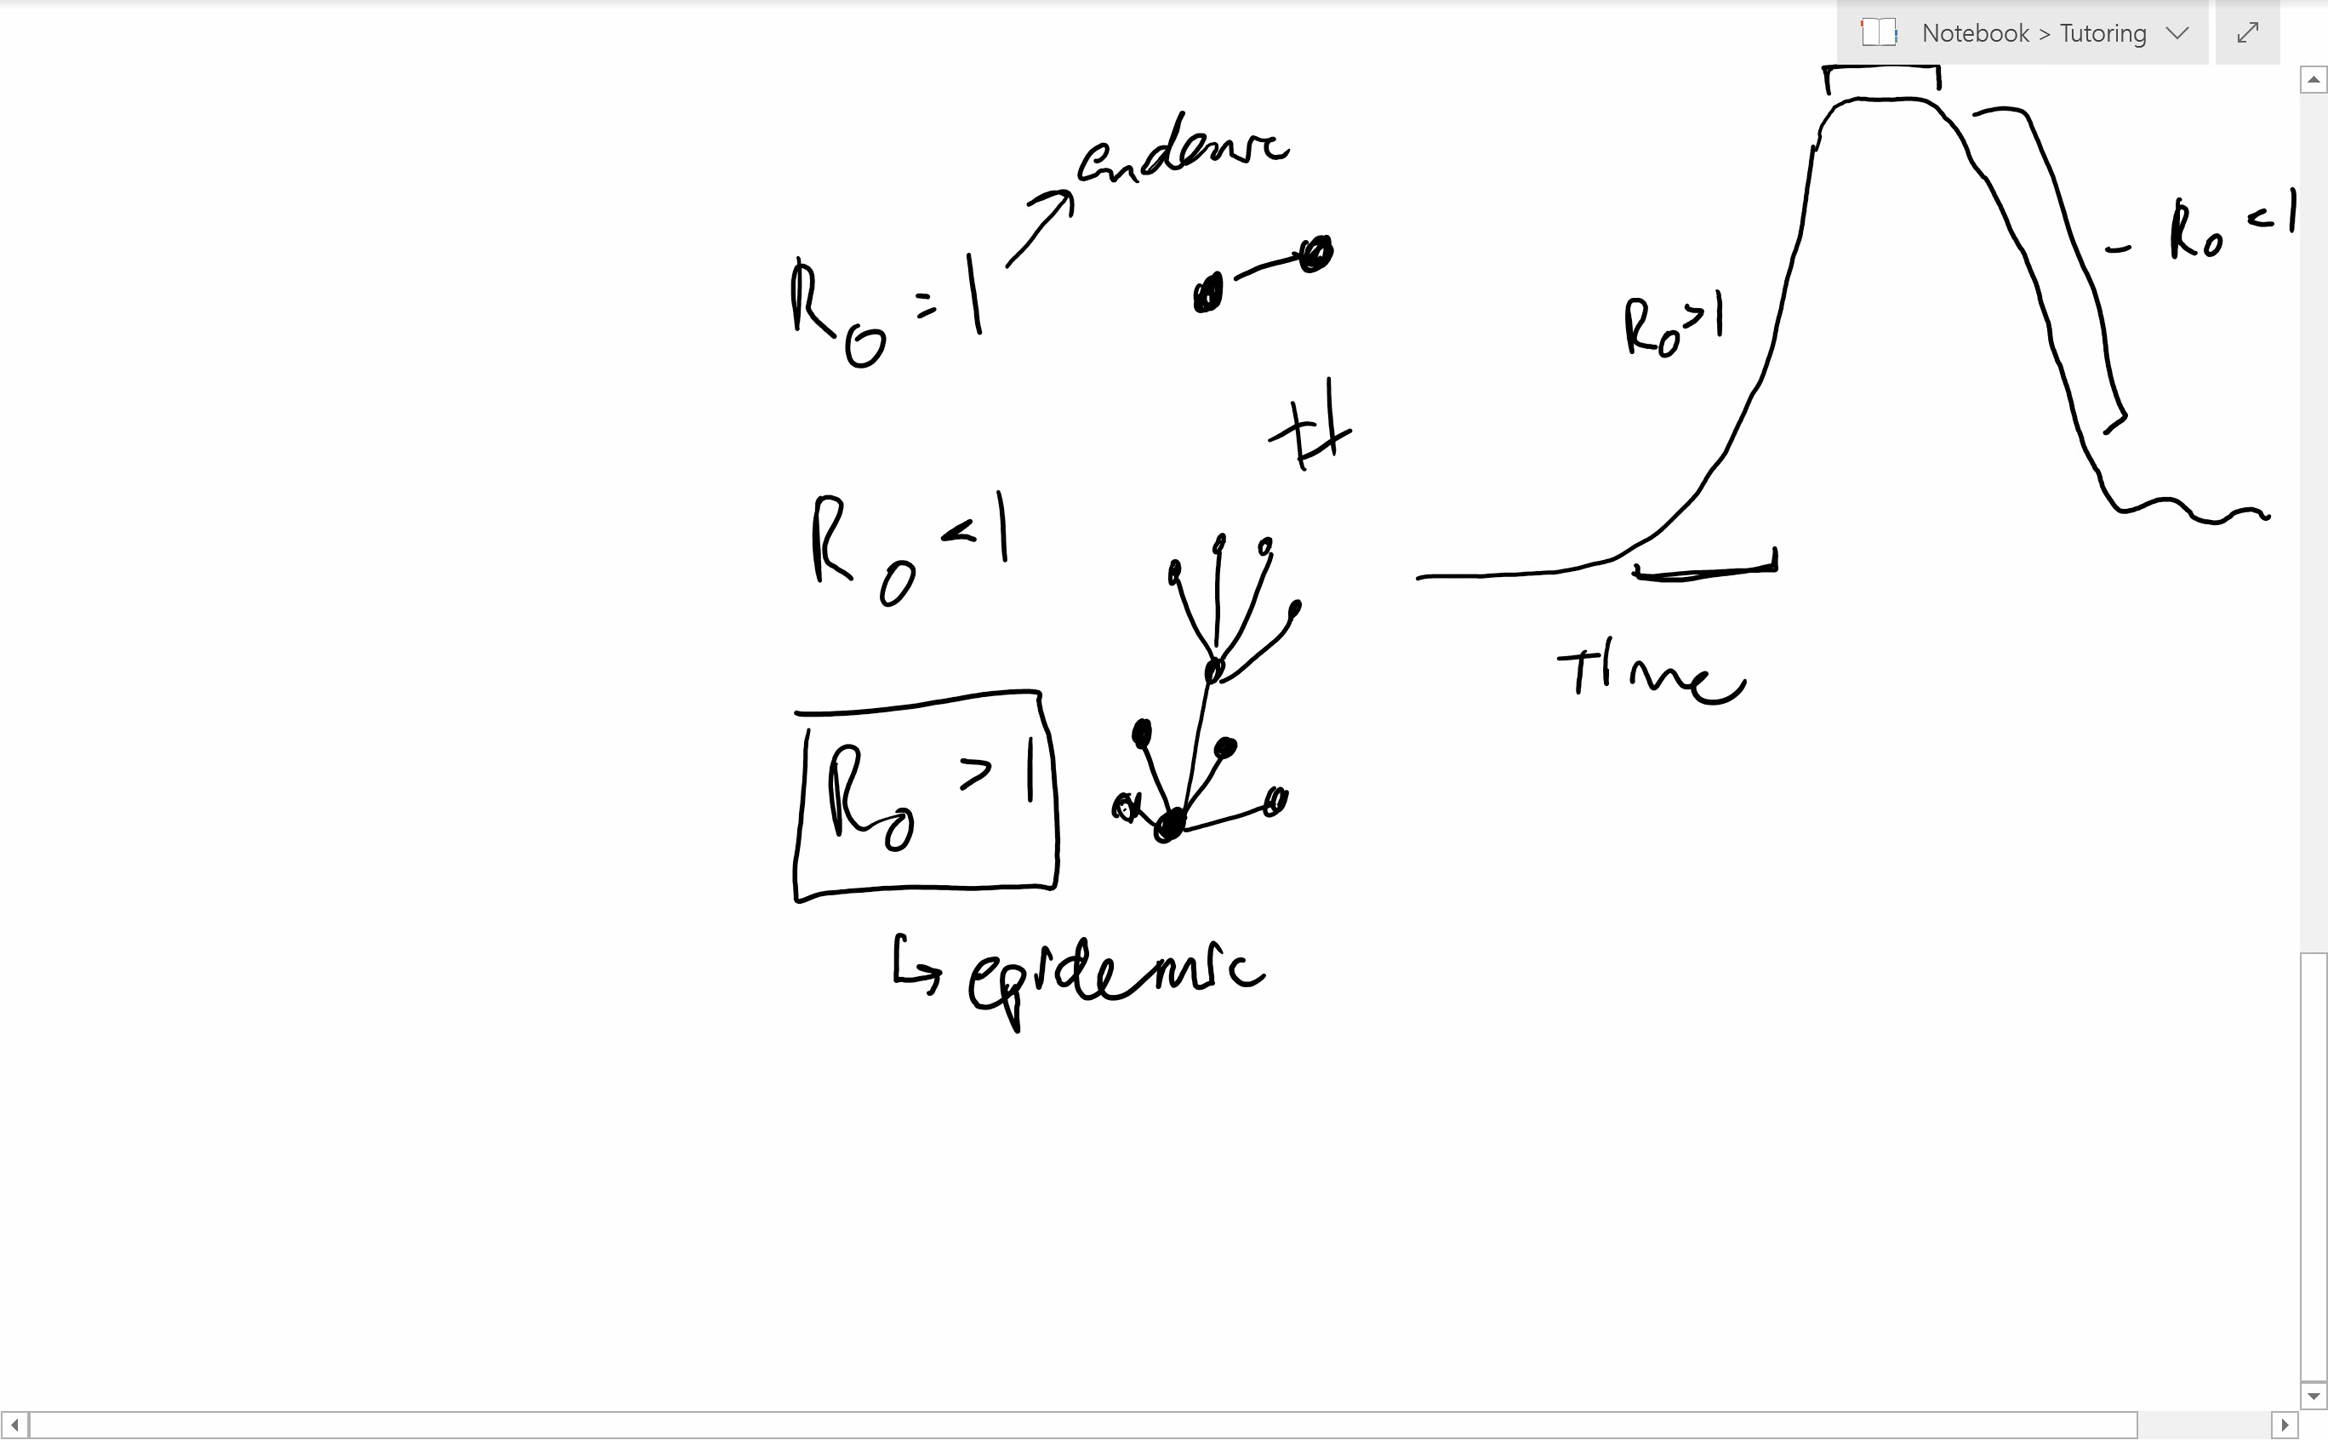 Notebook > Tutoring
endemic
R₀ = 1
R₀ < 1
R₀ > 1
#
R₀ < 1
Time
R₀ > 1
↳ epidemic